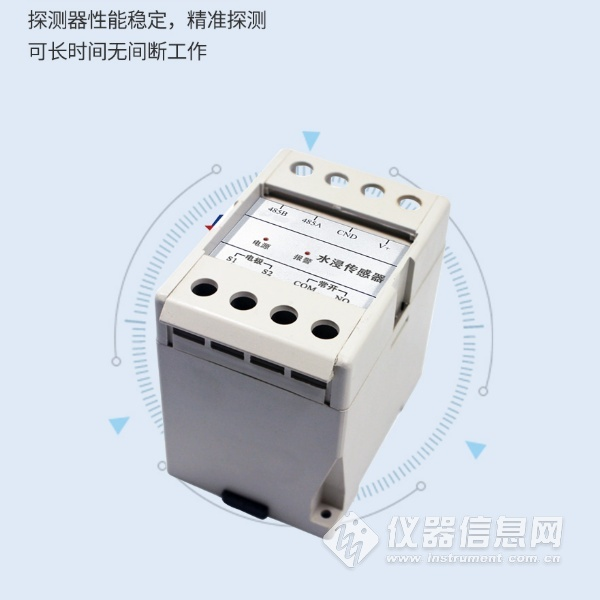 探测器性能稳定，精准探测
可长时间无间断工作
485B 485A CND V+
电源 报警 水浸传感器
电极 常开
S1 S2 COM NO
仪器信息网
www.instrument.com.cn